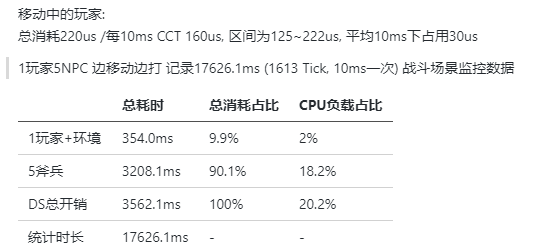 移动中的玩家:
总消耗220us /每10ms CCT 160us, 区间为125~222us, 平均10ms下占用30us
1玩家5NPC 边移动边打 记录17626.1ms (1613 Tick, 10ms一次) 战斗场景监控数据
总耗时 总消耗占比 CPU负载占比
1玩家+环境 354.0ms 9.9% 2%
5斧兵 3208.1ms 90.1% 18.2%
DS总开销 3562.1ms 100% 20.2%
统计时长 17626.1ms - -